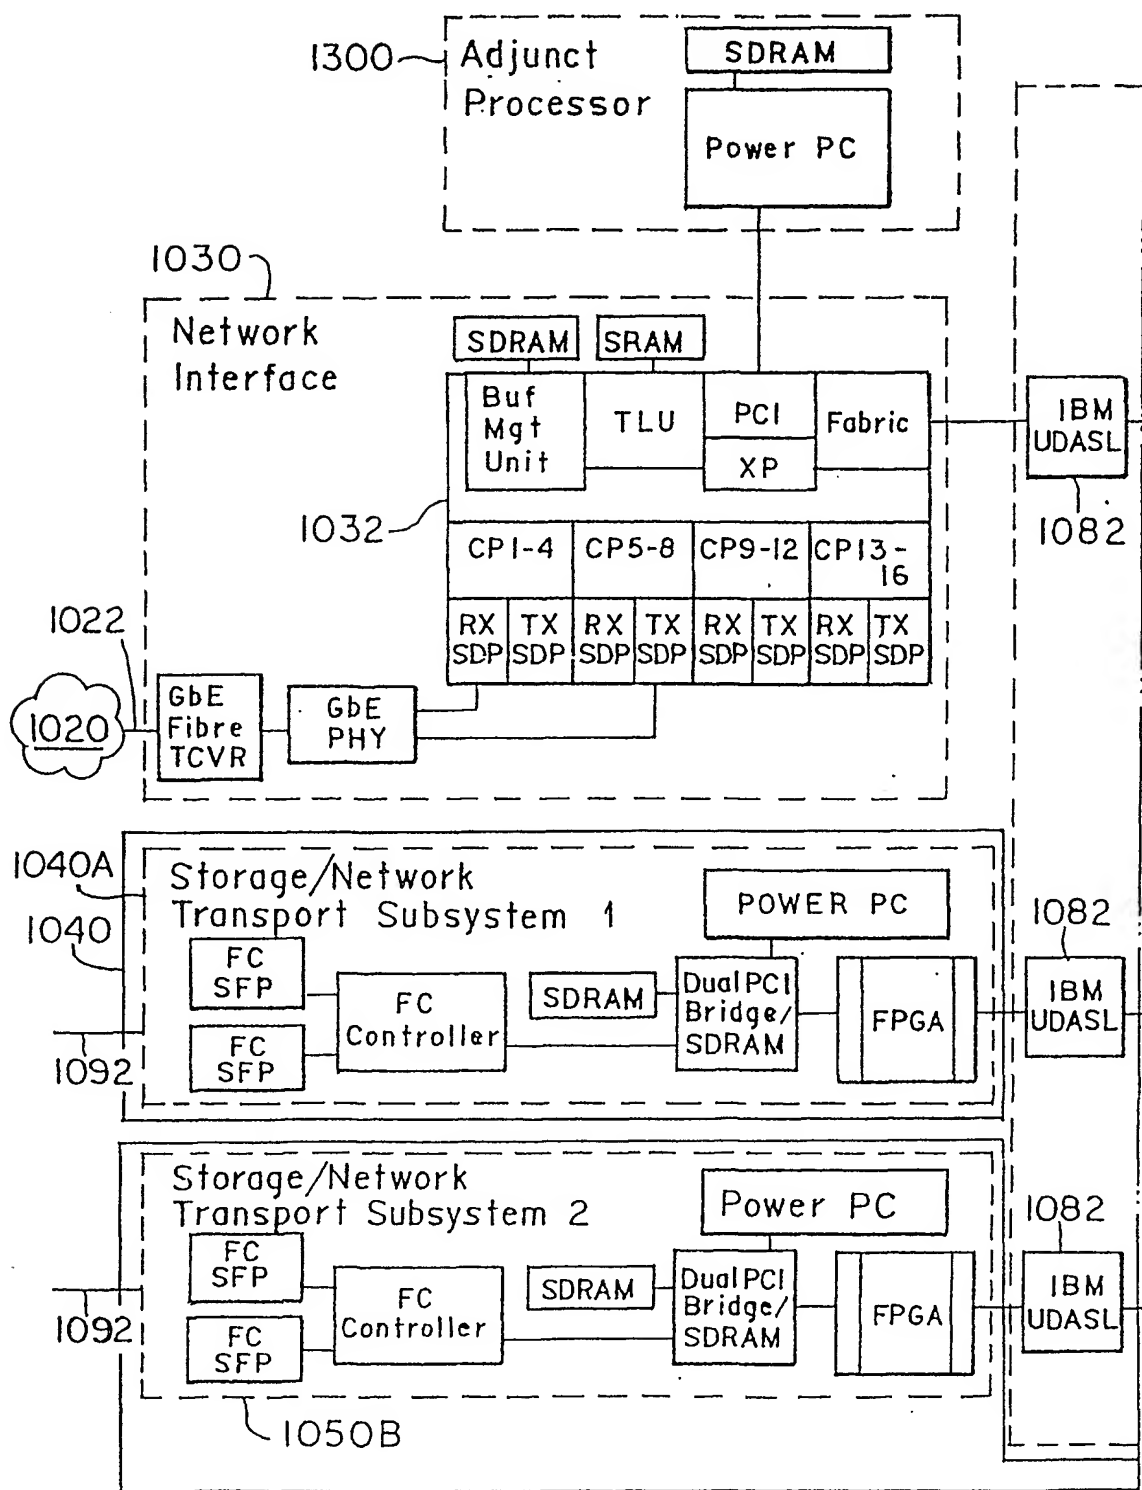 1300
Adjunct
Processor
SDRAM
Power PC
1030
Network
Interface
SDRAM
SRAM
Buf
Mgt
Unit
TLU
PCI
XP
Fabric
IBM
UDASL
1082
1032
CP1-4
CP5-8
CP9-12
CP13-
16
RX
SDP
TX
SDP
RX
SDP
TX
SDP
RX
SDP
TX
SDP
RX
SDP
TX
SDP
1022
1020
GbE
Fibre
TCVR
GbE
PHY
1040A
1040
Storage/Network
Transport Subsystem 1
POWER PC
FC
SFP
FC
SFP
FC
Controller
SDRAM
Dual PCI
Bridge/
SDRAM
FPGA
1082
IBM
UDASL
1092
Storage/Network
Transport Subsystem 2
Power PC
FC
SFP
FC
SFP
FC
Controller
SDRAM
Dual PCI
Bridge/
SDRAM
FPGA
1082
IBM
UDASL
1092
1050B